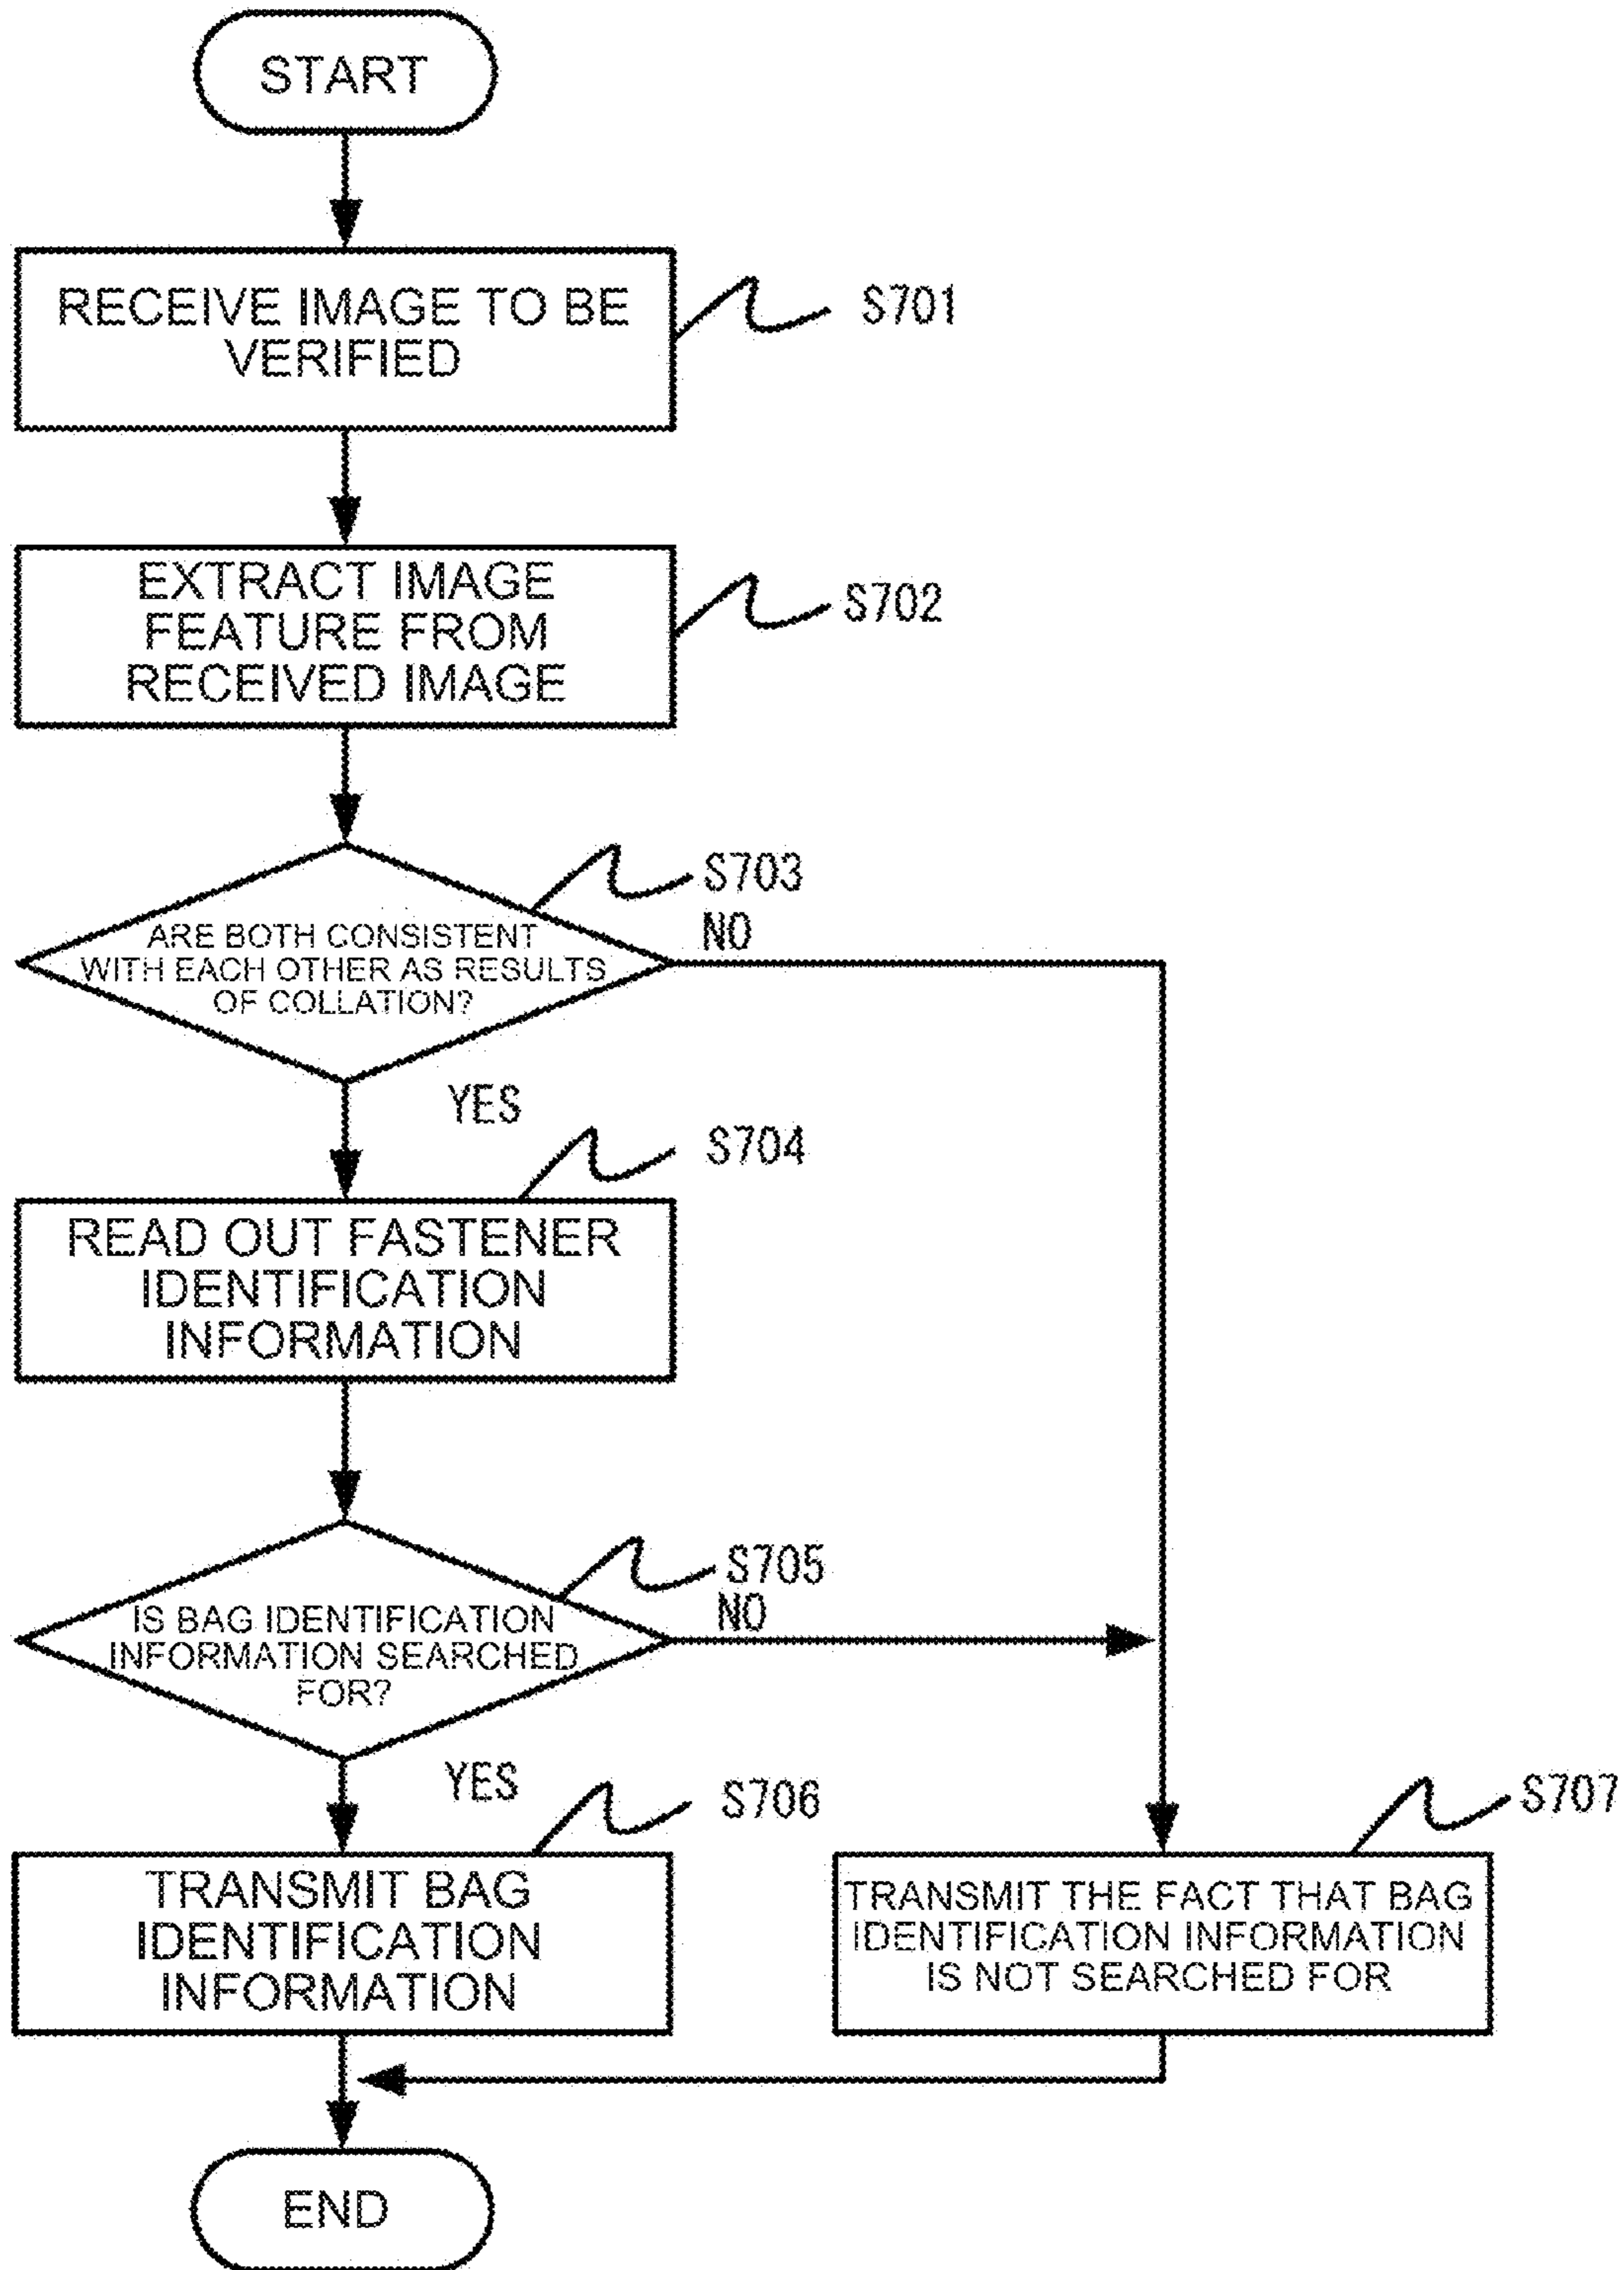 START
RECEIVE IMAGE TO BE
VERIFIED
S701
EXTRACT IMAGE
FEATURE FROM
RECEIVED IMAGE
S702
S703
NO
ARE BOTH CONSISTENT
WITH EACH OTHER AS RESULTS
OF COLLATION?
YES
S704
READ OUT FASTENER
IDENTIFICATION
INFORMATION
S705
NO
IS BAG IDENTIFICATION
INFORMATION SEARCHED
FOR?
YES
S706
TRANSMIT BAG
IDENTIFICATION
INFORMATION
S707
TRANSMIT THE FACT THAT BAG
IDENTIFICATION INFORMATION
IS NOT SEARCHED FOR
END